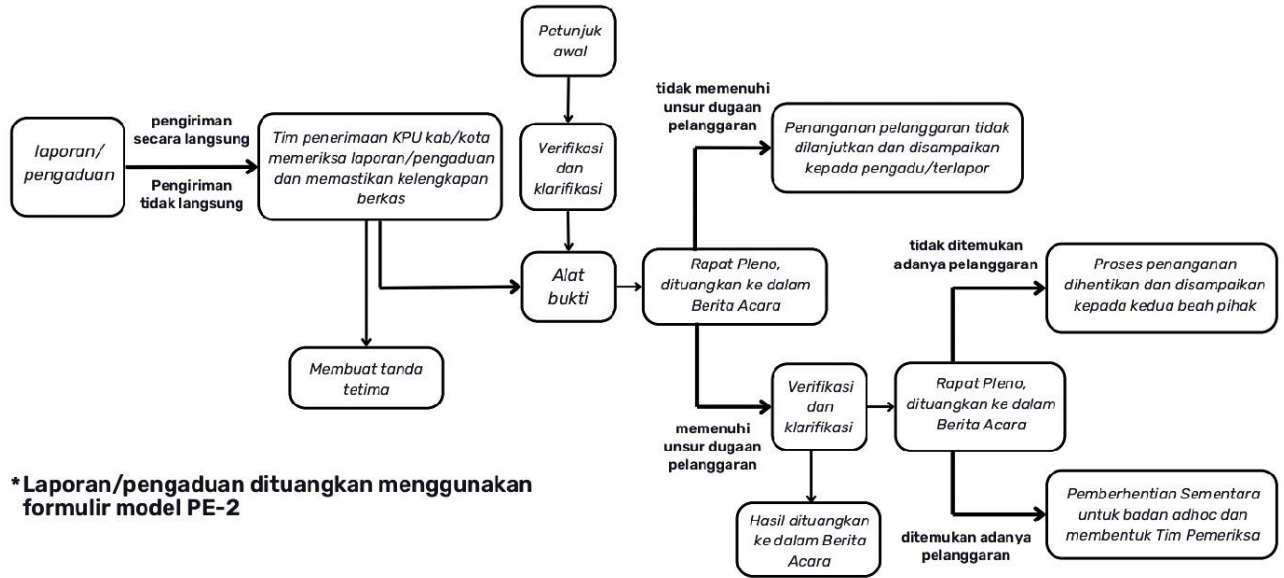 laporan/
pengaduan
pengiriman
secara langsung
Pengiriman
tidak langsung
Tim penerimaan KPU kab/kota
memeriksa laporan/pengaduan
dan memastikan kelengkapan
berkas
Membuat tanda
tetima
Petunjuk
awal
Verifikasi
dan
klarifikasi
Alat
bukti
Rapat Pleno,
dituangkan ke dalam
Berita Acara
tidak memenuhi
unsur dugaan
pelanggaran
Penanganan pelanggaran tidak
dilanjutkan dan disampaikan
kepada pengadu/terlapor
memenuhi
unsur dugaan
pelanggaran
Verifikasi
dan
klarifikasi
Hasil dituangkan
ke dalam Berita
Acara
Rapat Pleno,
dituangkan ke dalam
Berita Acara
tidak ditemukan
adanya pelanggaran
Proses penanganan
dihentikan dan disampaikan
kepada kedua beah pihak
ditemukan adanya
pelanggaran
Pemberhentian Sementara
untuk badan adhoc dan
membentuk Tim Pemeriksa
*Laporan/pengaduan dituangkan menggunakan
formulir model PE-2